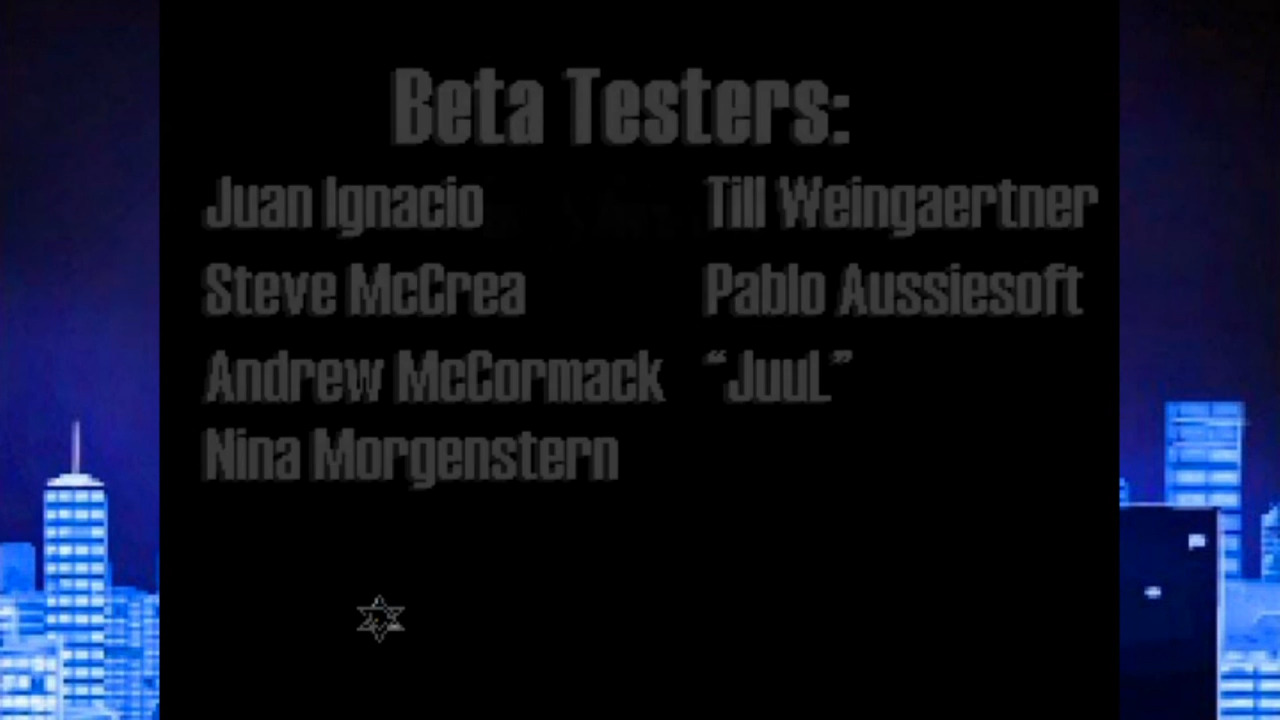 Beta Testers:
Juan Ignacio
Till Weingaertner
Steve McCrea
Pablo Aussiesoft
Andrew McCormack
“JuuL”
Nina Morgenstern